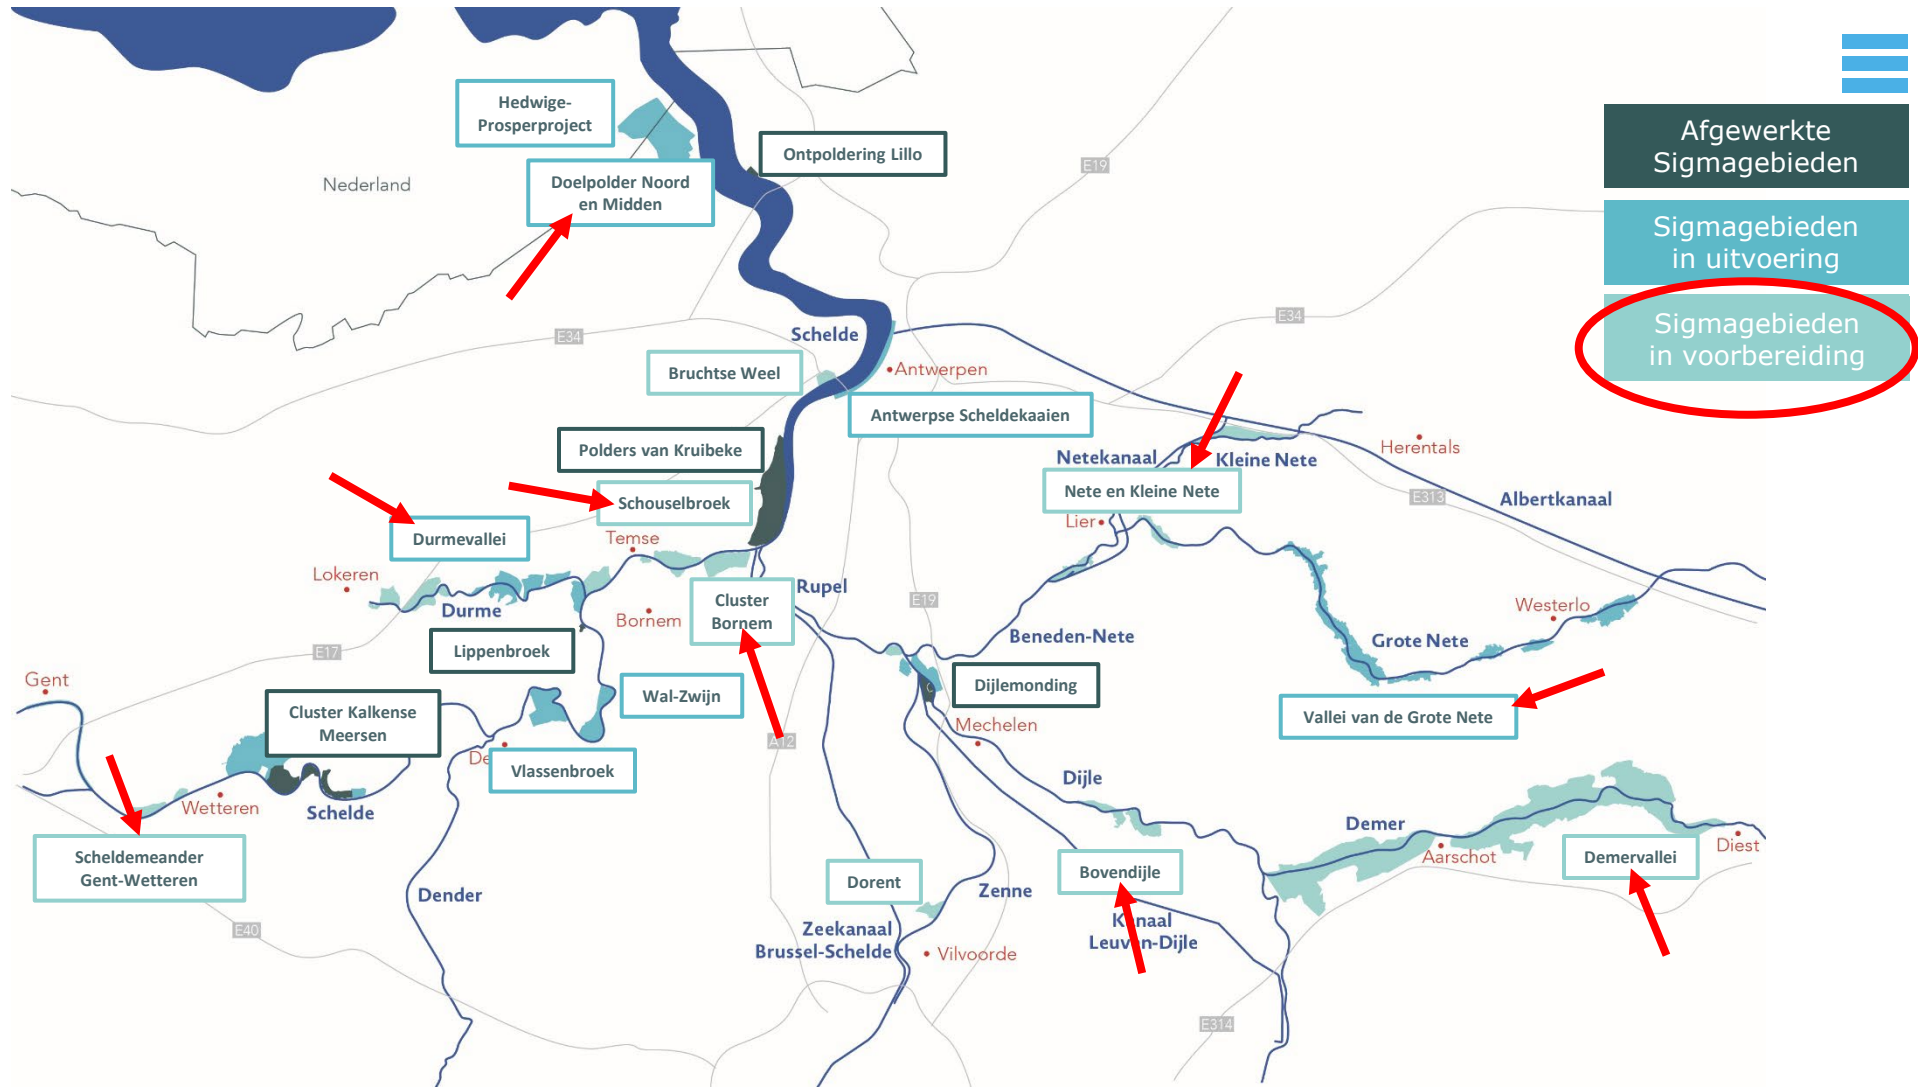 Hedwige-
Prosperproject
Ontpoldering Lillo
Doelpolder Noord
en Midden
Nederland
E19
Afgewerkte
Sigmagebieden
Sigmagebieden
in uitvoering
Sigmagebieden
in voorbereiding
E34
Schelde
E34
Bruchtse Weel
Antwerpen
Antwerpse Scheldekaaien
Polders van Kruibeke
Netekanaal
Kleine Nete
Herentals
Schouselbroek
Nete en Kleine Nete
E313
Albertkanaal
Lier
Durmevallei
Temse
Lokeren
Durme
Cluster
Bornem
Rupel
E19
Westerlo
Bornem
Beneden-Nete
Grote Nete
Lippenbroek
E17
Gent
Wal-Zwijn
Dijlemonding
Cluster Kalkense
Meersen
Vallei van de Grote Nete
Mechelen
A12
De
Vlassenbroek
Dijle
Wetteren
Schelde
Demer
Aarschot
Diest
Scheldemeander
Gent-Wetteren
Demervallei
Bovendijle
Dorent
Dender
Zenne
E40
Zeekanaal
Brussel-Schelde
Kanaal
Leuven-Dijle
Vilvoorde
E314